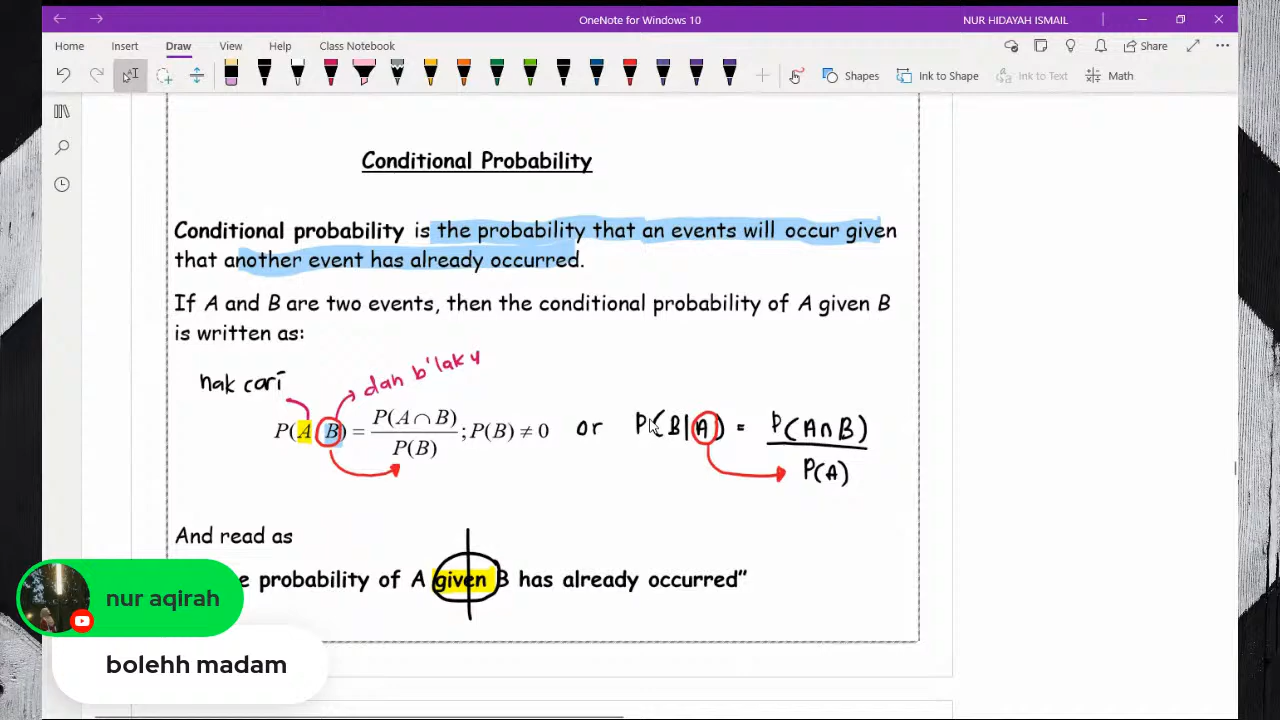 OneNote for Windows 10
NUR HIDAYAH ISMAIL
Home Insert Draw View Help Class Notebook
Share
Shapes Ink to Shape Ink to Text Math
Conditional Probability
Conditional probability is the probability that an events will occur given
that another event has already occurred.
If A and B are two events, then the conditional probability of A given B
is written as:
nak cari dah b'laku
P(A B) = P(A ∩ B) / P(B) ; P(B) ≠ 0 or P(B|A) = P(A∩B) / P(A)
And read as
probability of A given B has already occurred"
nur aqirah
bolehh madam